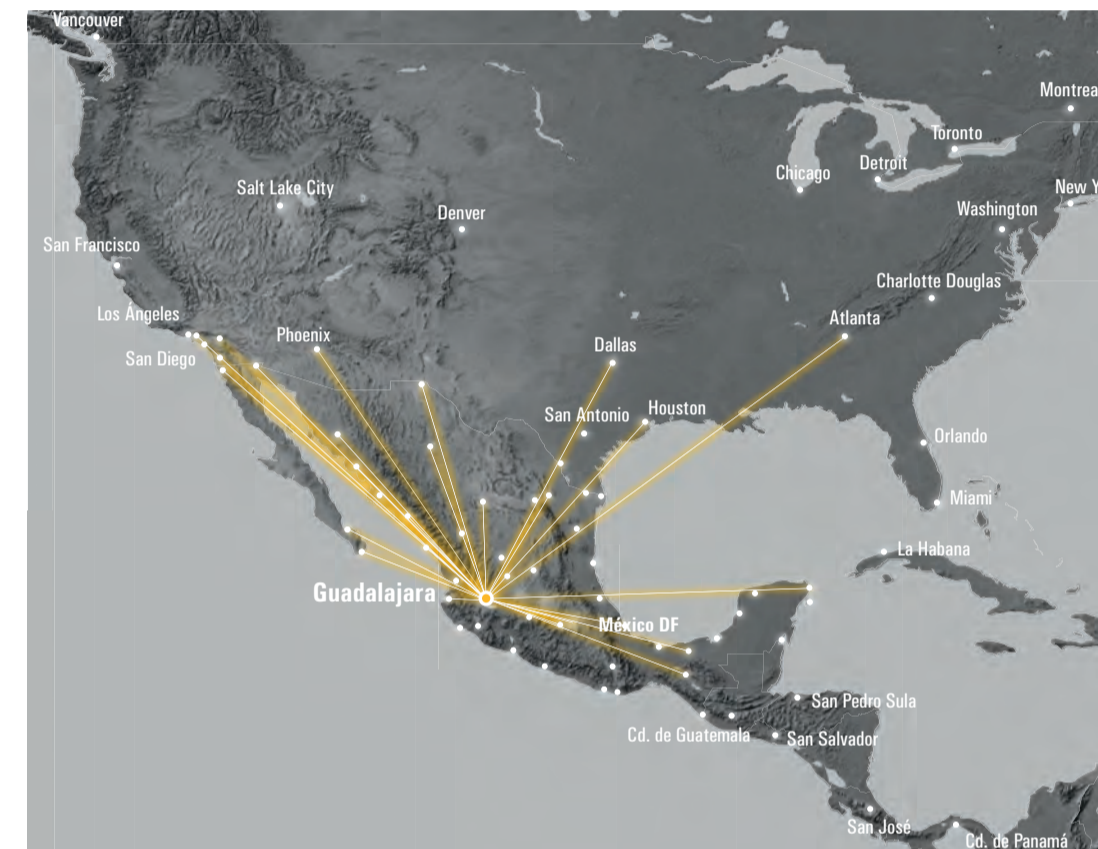 Vancouver
Montrea
Toronto
Detroit
Chicago
Salt Lake City
New Y
Denver
Washington
San Francisco
Charlotte Douglas
Los Ángeles
Atlanta
Phoenix
Dallas
San Diego
San Antonio
Houston
Orlando
Miami
La Habana
Guadalajara
México DF
San Pedro Sula
Cd. de Guatemala
San Salvador
San José
Cd. de Panamá